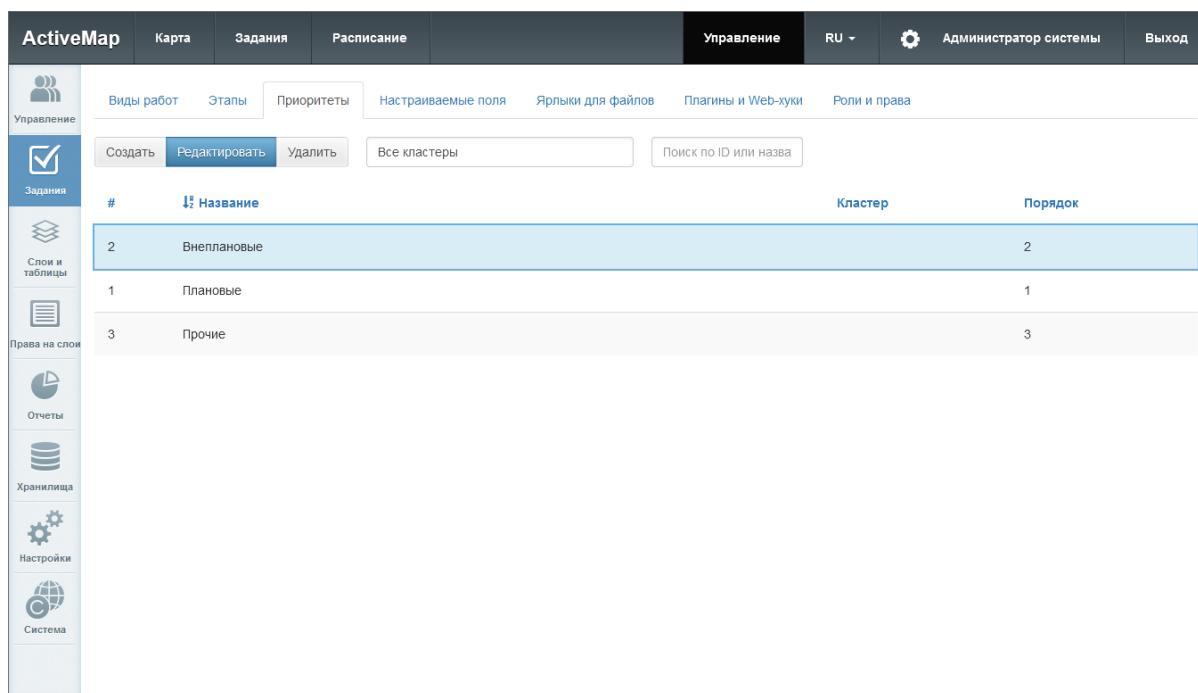 ActiveMap Карта Задания Расписание Управление RU Администратор системы Выход
Управление
Задания
Слои и
таблицы
Права на слои
Отчеты
Хранилища
Настройки
Система
Виды работ Этапы Приоритеты Настраиваемые поля Ярлыки для файлов Плагины и Web-хуки Роли и права
Создать Редактировать Удалить Все кластеры Поиск по ID или назва
# Название Кластер Порядок
2 Внеплановые 2
1 Плановые 1
3 Прочие 3